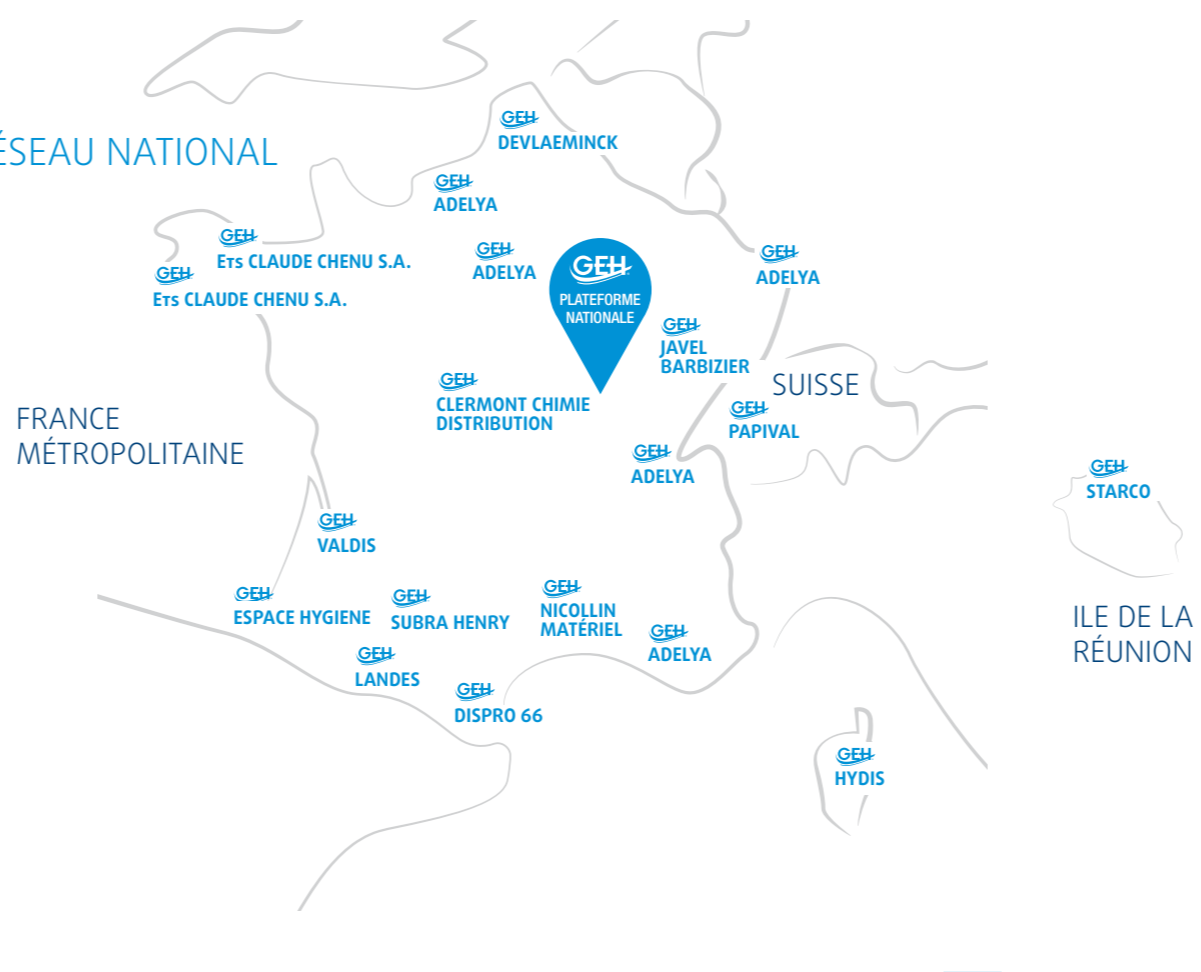 GEH
DEVLAEMINCK
ÉSEAU NATIONAL
GEH
ADELYA
GEH
ETS CLAUDE CHENU S.A.
GEH
ADELYA
GEH
PLATEFORME
NATIONALE
GEH
ADELYA
GEH
ETS CLAUDE CHENU S.A.
GEH
JAVEL
BARBIZIER
SUISSE
GEH
CLERMONT CHIMIE
DISTRIBUTION
GEH
PAPIVAL
FRANCE
MÉTROPOLITAINE
GEH
ADELYA
GEH
STARCO
GEH
VALDIS
GEH
ESPACE HYGIENE
GEH
SUBRA HENRY
GEH
NICOLLIN
MATÉRIEL
GEH
ADELYA
ILE DE LA
RÉUNION
GEH
LANDES
GEH
DISPRO 66
GEH
HYDIS